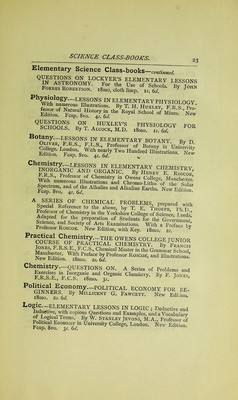 SCIENCE CLASS-BOOKS.
23
Elementary Science Class-books—continued.
QUESTIONS ON LOCKYER'S ELEMENTARY LESSONS
IN ASTRONOMY. For the Use of Schools. By JOHN
FORBES ROBERTSON. 18mo, cloth limp. 1s. 6d.
Physiology.—LESSONS IN ELEMENTARY PHYSIOLOGY.
With numerous Illustrations. By T. H. HUXLEY, F.R.S., Pro-
fessor of Natural History in the Royal School of Mines. New
Edition. Fcap. 8vo. 4s. 6d.
QUESTIONS ON HUXLEY'S PHYSIOLOGY FOR
SCHOOLS. By T. ALCOCK, M.D. 18mo. 1s. 6d.
Botany.—LESSONS IN ELEMENTARY BOTANY. By D.
OLIVER, F.R.S., F.L.S., Professor of Botany in University
College, London. With nearly Two Hundred Illustrations. New
Edition. Fcap. 8vo. 4s. 6d.
Chemistry.—LESSONS IN ELEMENTARY CHEMISTRY,
INORGANIC AND ORGANIC. By HENRY E. ROSCOE,
F.R.S., Professor of Chemistry in Owens College, Manchester.
With numerous Illustrations and Chromo-Litho of the Solar
Spectrum, and of the Alkalies and Alkaline Earths. New Edition.
Fcap. 8vo. 4s. 6d.
A SERIES OF CHEMICAL PROBLEMS, prepared with
Special Reference to the above, by T. E. THORPE, Ph.D.,
Professor of Chemistry in the Yorkshire College of Science, Leeds.
Adapted for the preparation of Students for the Government,
Science, and Society of Arts Examinations. With a Preface by
Professor ROSCOE. New Edition, with Key. 18mo. 2s.
Practical Chemistry.—THE OWENS COLLEGE JUNIOR
COURSE OF PRACTICAL CHEMISTRY. By FRANCIS
JONES, F.R.S.E., F.C.S., Chemical Master in the Grammar School,
Manchester. With Preface by Professor ROSCOE, and Illustrations.
New Edition. 18mo. 2s. 6d.
Chemistry.—QUESTIONS ON. A Series of Problems and
Exercises in Inorganic and Organic Chemistry. By F. JONES,
F.R.S.E., F.C.S. 18mo. 3s.
Political Economy.—POLITICAL ECONOMY FOR BE-
GINNERS. By MILLICENT G. FAWCETT. New Edition.
18mo. 2s. 6d.
Logic.—ELEMENTARY LESSONS IN LOGIC; Deductive and
Inductive, with copious Questions and Examples, and a Vocabulary
of Logical Terms. By W. STANLEY JEVONS, M.A., Professor of
Political Economy in University College, London. New Edition.
Fcap. 8vo. 3s. 6d.